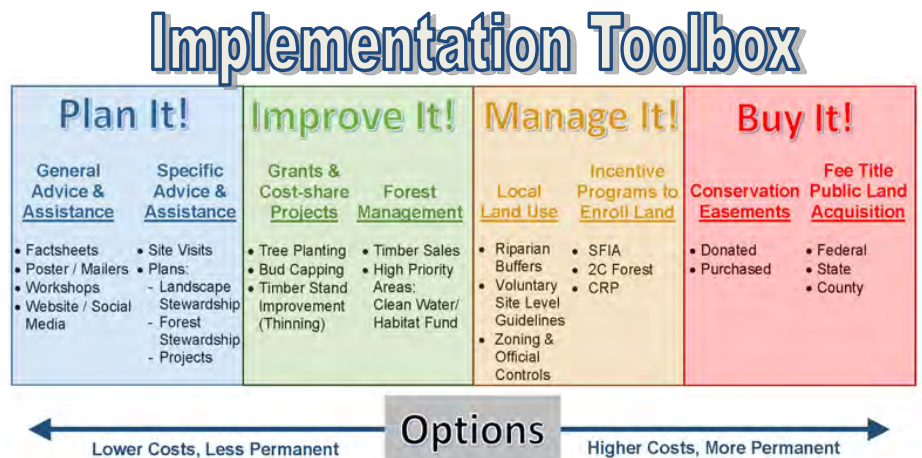 Implementation Toolbox
Plan It!
General
Advice &
Assistance
• Factsheets
• Poster / Mailers
• Workshops
• Website / Social
Media
Specific
Advice &
Assistance
• Site Visits
• Plans:
- Landscape
Stewardship
- Forest
Stewardship
- Projects
Improve It!
Grants &
Cost-share
Projects
• Tree Planting
• Bud Capping
• Timber Stand
Improvement
(Thinning)
Forest
Management
• Timber Sales
• High Priority
Areas:
Clean Water/
Habitat Fund
Manage It!
Local
Land Use
• Riparian
Buffers
• Voluntary
Site Level
Guidelines
• Zoning &
Official
Controls
Incentive
Programs to
Enroll Land
• SFIA
• 2C Forest
• CRP
Buy It!
Conservation
Easements
• Donated
• Purchased
Fee Title
Public Land
Acquisition
• Federal
• State
• County
Options
Lower Costs, Less Permanent
Higher Costs, More Permanent